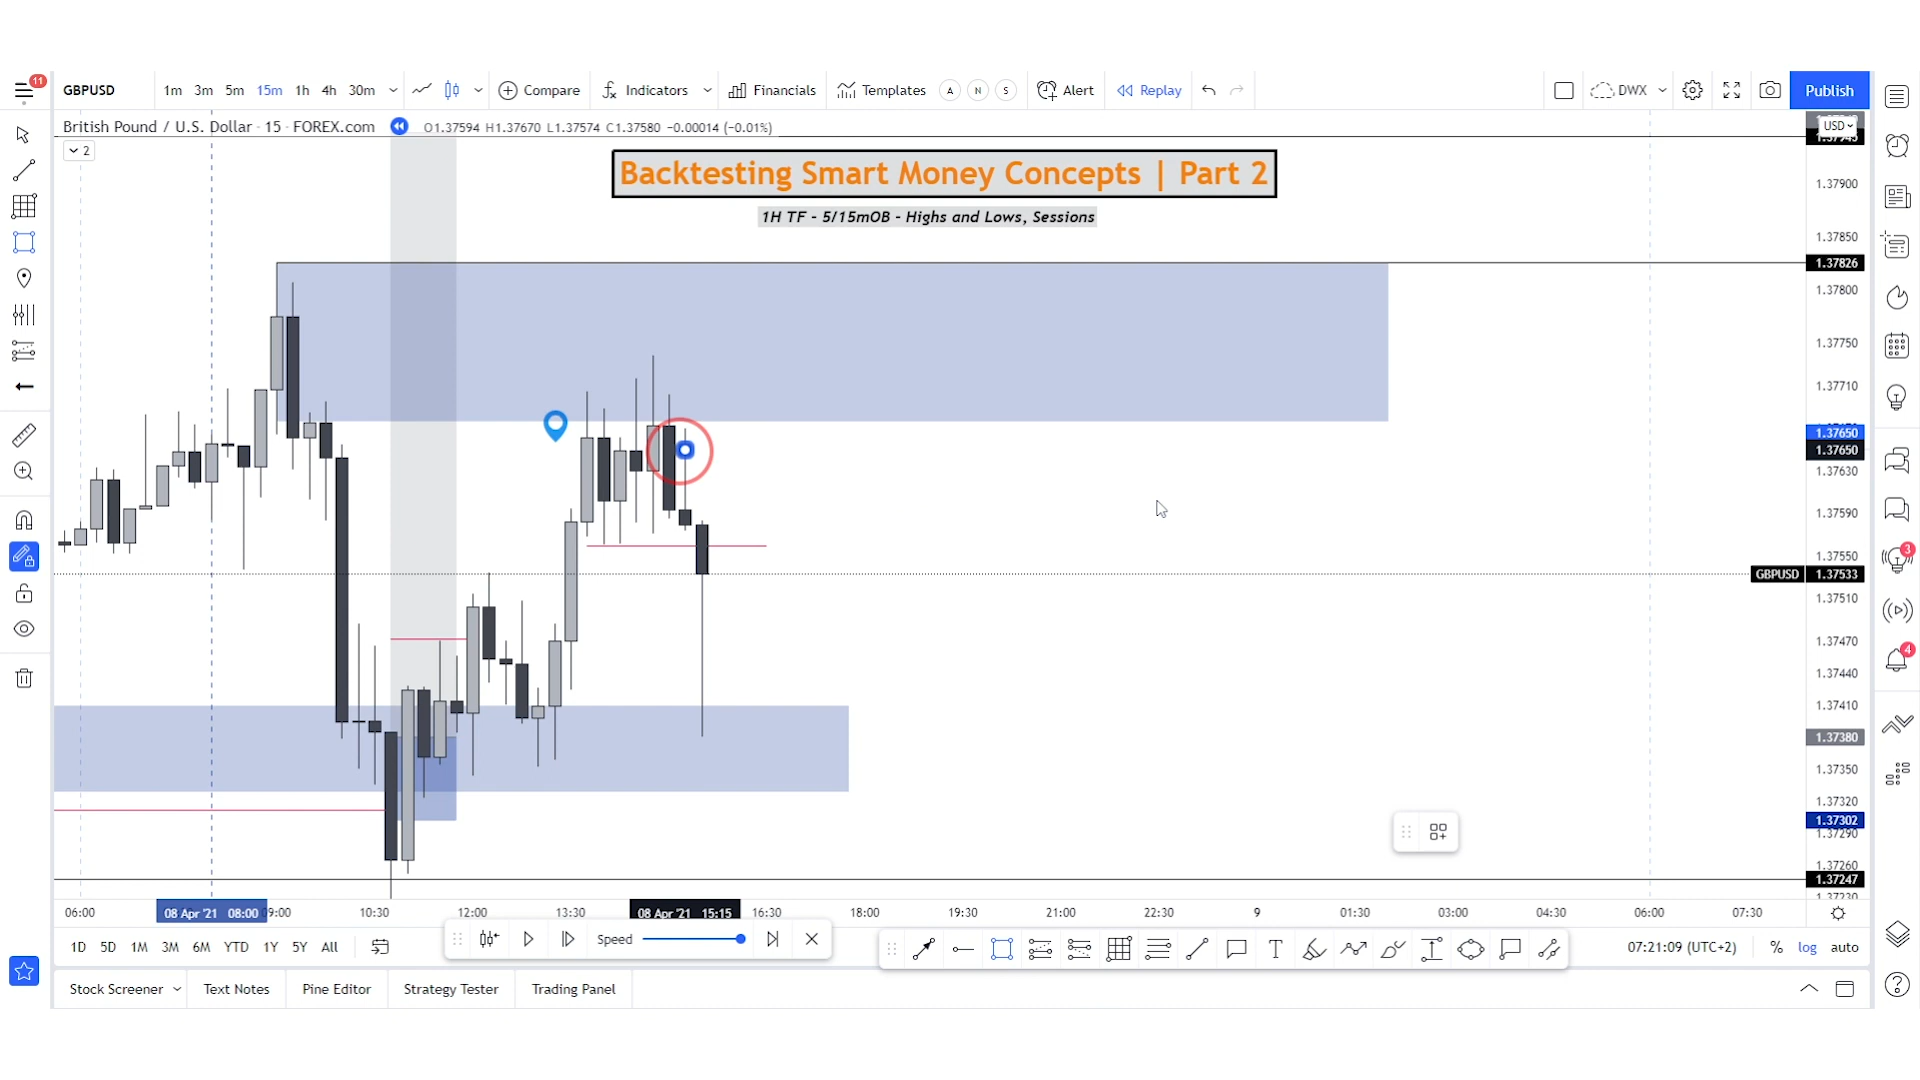 11
GBPUSD 1m 3m 5m 15m 1h 4h 30m Compare Indicators Financials Templates A N S Alert Replay DWX Publish
British Pound / U.S. Dollar · 15 · FOREX.com O1.37594 H1.37670 L1.37574 C1.37580 −0.00014 (−0.01%)
USD
2
Backtesting Smart Money Concepts | Part 2
1H TF - 5/15mOB - Highs and Lows, Sessions
1.37900
1.37850
1.37826
1.37800
1.37750
1.37710
1.37650
1.37650
1.37630
1.37590
1.37550
3
GBPUSD 1.37533
1.37510
1.37470
4
1.37440
1.37410
1.37380
1.37350
1.37320
1.37302
1.37290
1.37260
1.37247
06:00 08 Apr '21 08:00 09:00 10:30 12:00 13:30 08 Apr '21 15:15 16:30 18:00 19:30 21:00 22:30 9 01:30 03:00 04:30 06:00 07:30
1D 5D 1M 3M 6M YTD 1Y 5Y All Speed T 07:21:09 (UTC+2) % log auto
Stock Screener Text Notes Pine Editor Strategy Tester Trading Panel